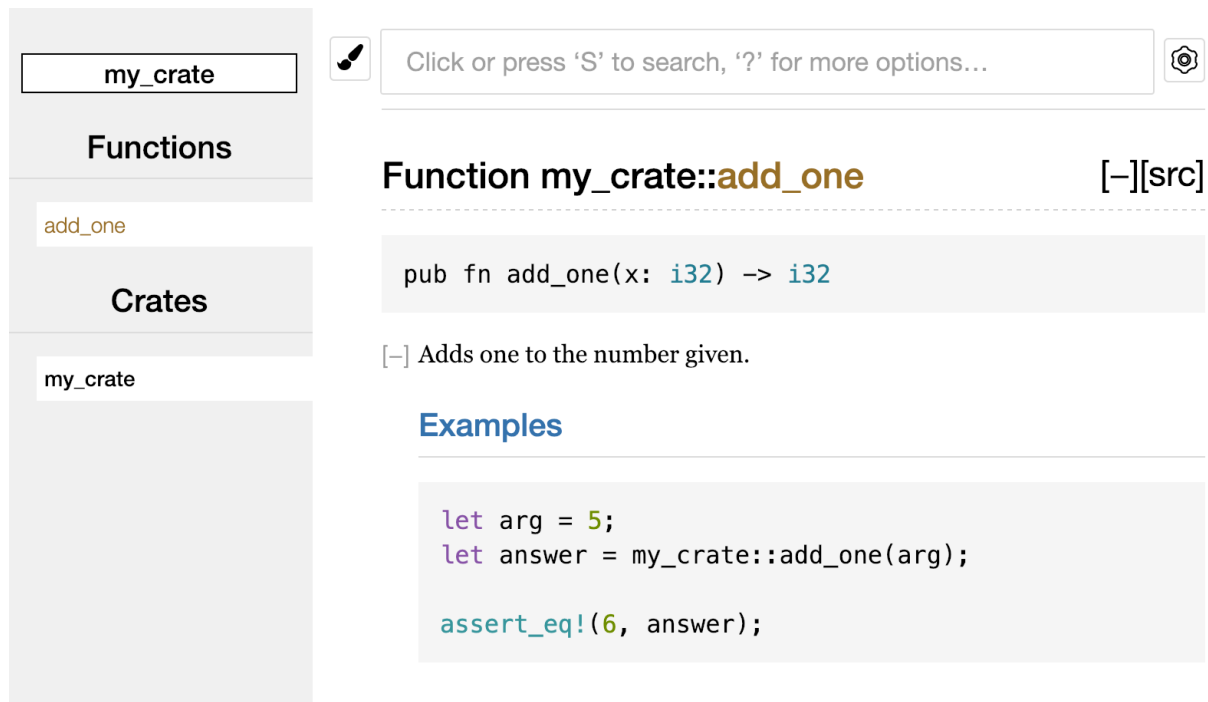 my_crate
Functions
add_one
Crates
my_crate
Click or press ‘S’ to search, ‘?’ for more options…
Function my_crate::add_one [−][src]
pub fn add_one(x: i32) -> i32
[−] Adds one to the number given.
Examples
let arg = 5;
let answer = my_crate::add_one(arg);
assert_eq!(6, answer);